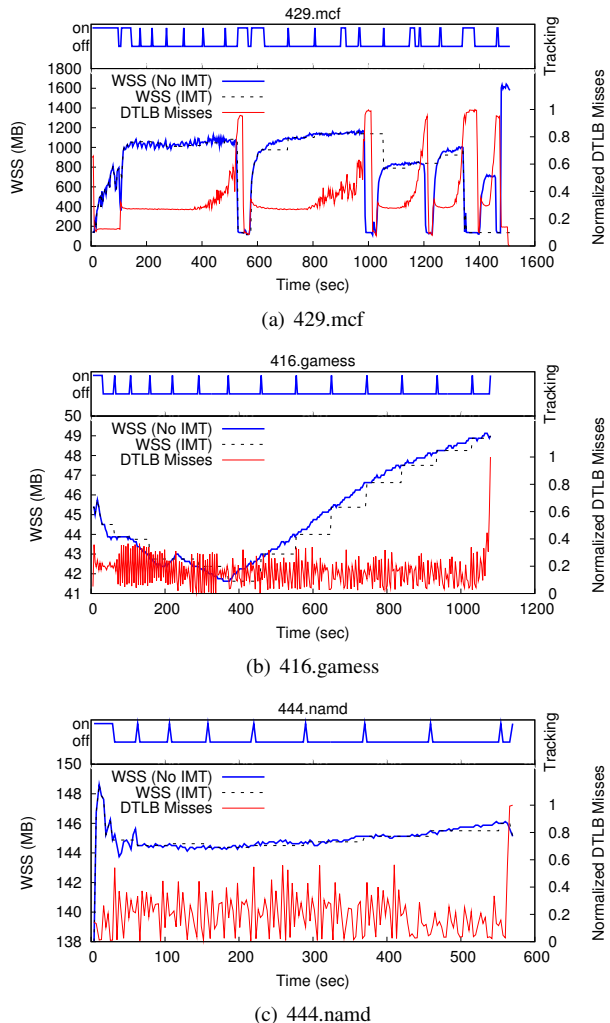 429.mcf
on
off
Tracking
1800
1600
1400
1200
1000
800
600
400
200
0
WSS (MB)
WSS (No IMT)
WSS (IMT)
DTLB Misses
1
0.8
0.6
0.4
0.2
0
Normalized DTLB Misses
0 200 400 600 800 1000 1200 1400 1600
Time (sec)
(a) 429.mcf
416.gamess
on
off
Tracking
50
49
48
47
46
45
44
43
42
41
WSS (MB)
WSS (No IMT)
WSS (IMT)
DTLB Misses
1
0.8
0.6
0.4
0.2
0
Normalized DTLB Misses
0 200 400 600 800 1000 1200
Time (sec)
(b) 416.gamess
444.namd
on
off
Tracking
150
148
146
144
142
140
138
WSS (MB)
WSS (No IMT)
WSS (IMT)
DTLB Misses
1
0.8
0.6
0.4
0.2
0
Normalized DTLB Misses
0 100 200 300 400 500 600
Time (sec)
(c) 444.namd